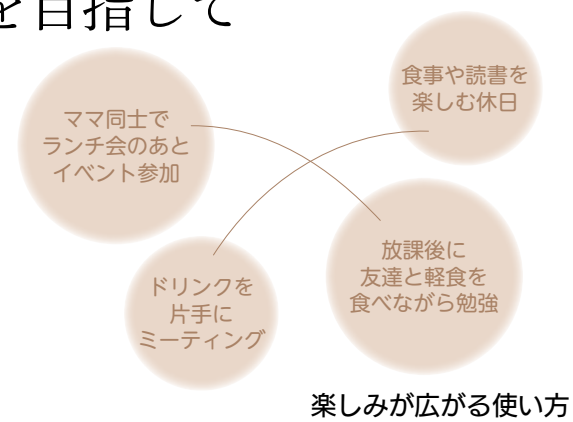 を目指して
ママ同士で
ランチ会のあと
イベント参加
食事や読書を
楽しむ休日
ドリンクを
片手に
ミーティング
放課後に
友達と軽食を
食べながら勉強
楽しみが広がる使い方